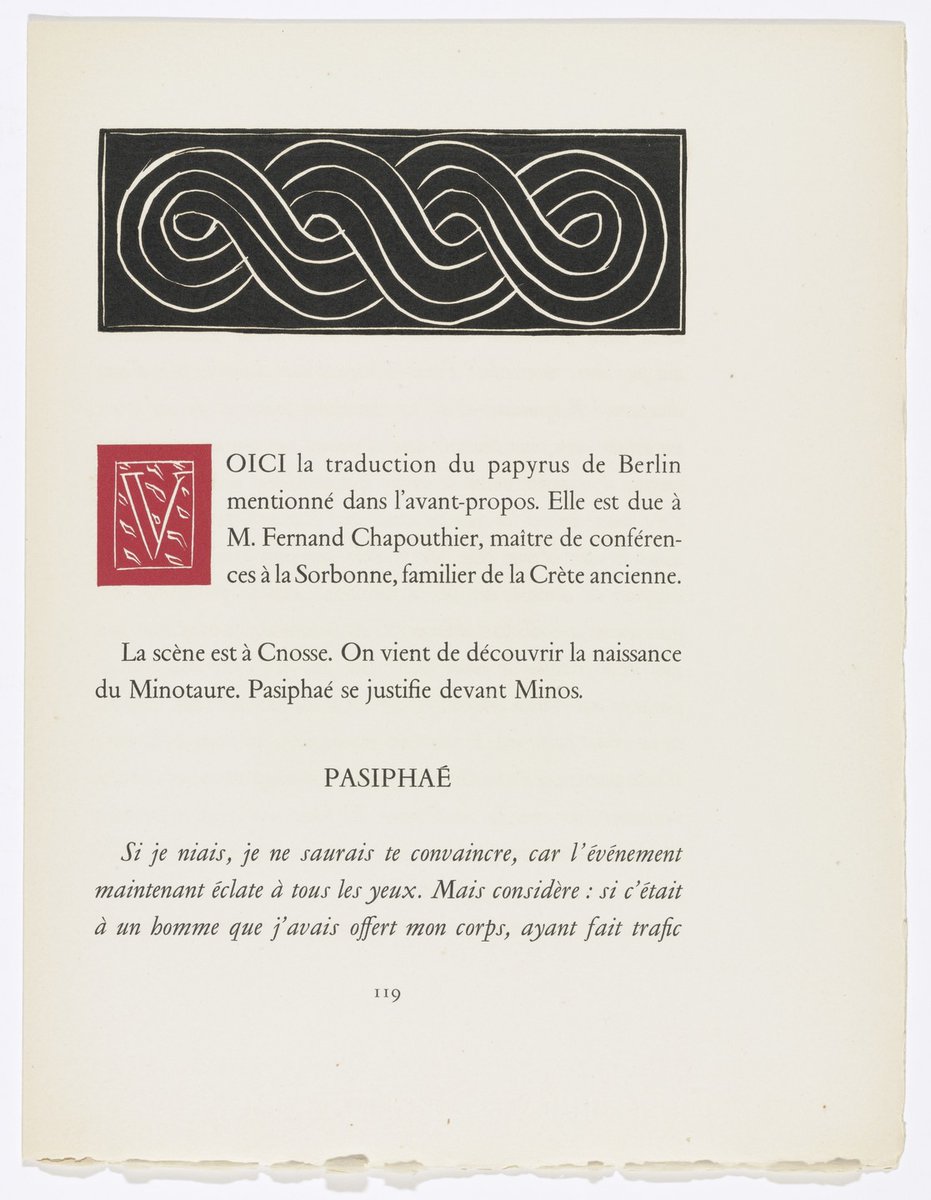 VOICI la traduction du papyrus de Berlin
mentionné dans l'avant-propos. Elle est due à
M. Fernand Chapouthier, maître de conféren-
ces à la Sorbonne, familier de la Crète ancienne.
La scène est à Cnosse. On vient de découvrir la naissance
du Minotaure. Pasiphaé se justifie devant Minos.
PASIPHAÉ
Si je niais, je ne saurais te convaincre, car l'événement
maintenant éclate à tous les yeux. Mais considère : si c'était
à un homme que j'avais offert mon corps, ayant fait trafic
119